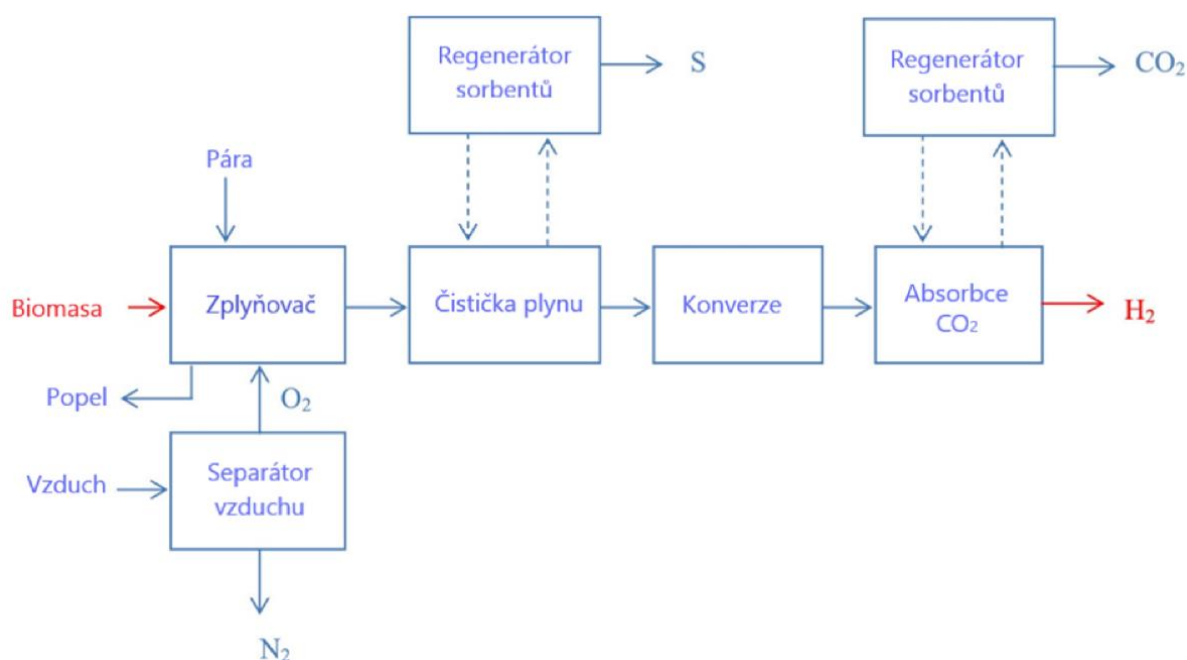 Regenerátor
sorbentů
S
Regenerátor
sorbentů
CO₂
Pára
Biomasa
Zplyňovač
Čistička plynu
Konverze
Absorbce
CO₂
H₂
Popel
O₂
Vzduch
Separátor
vzduchu
N₂